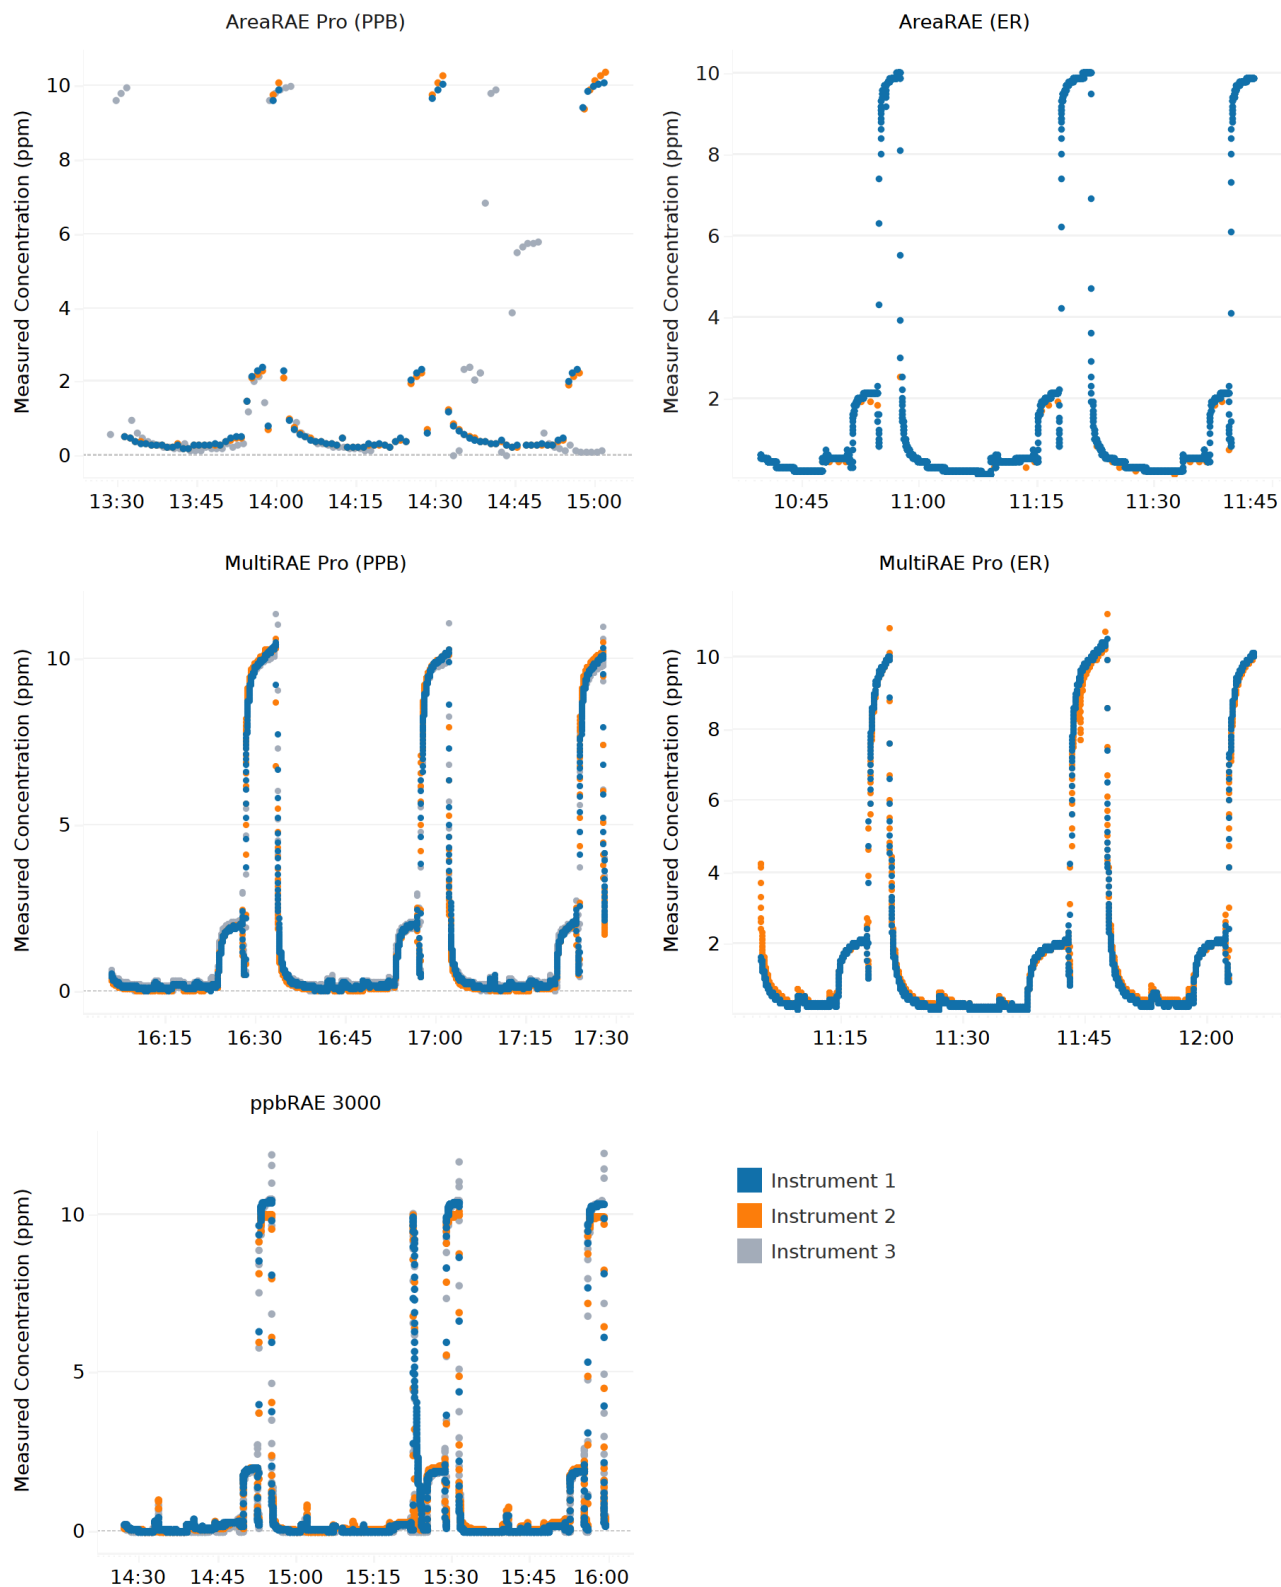 AreaRAE Pro (PPB)
Measured Concentration (ppm)
10
8
6
4
2
0
13:30 13:45 14:00 14:15 14:30 14:45 15:00
AreaRAE (ER)
Measured Concentration (ppm)
10
8
6
4
2
10:45 11:00 11:15 11:30 11:45
MultiRAE Pro (PPB)
Measured Concentration (ppm)
10
5
0
16:15 16:30 16:45 17:00 17:15 17:30
MultiRAE Pro (ER)
Measured Concentration (ppm)
10
8
6
4
2
11:15 11:30 11:45 12:00
ppbRAE 3000
Measured Concentration (ppm)
10
5
0
14:30 14:45 15:00 15:15 15:30 15:45 16:00
Instrument 1
Instrument 2
Instrument 3